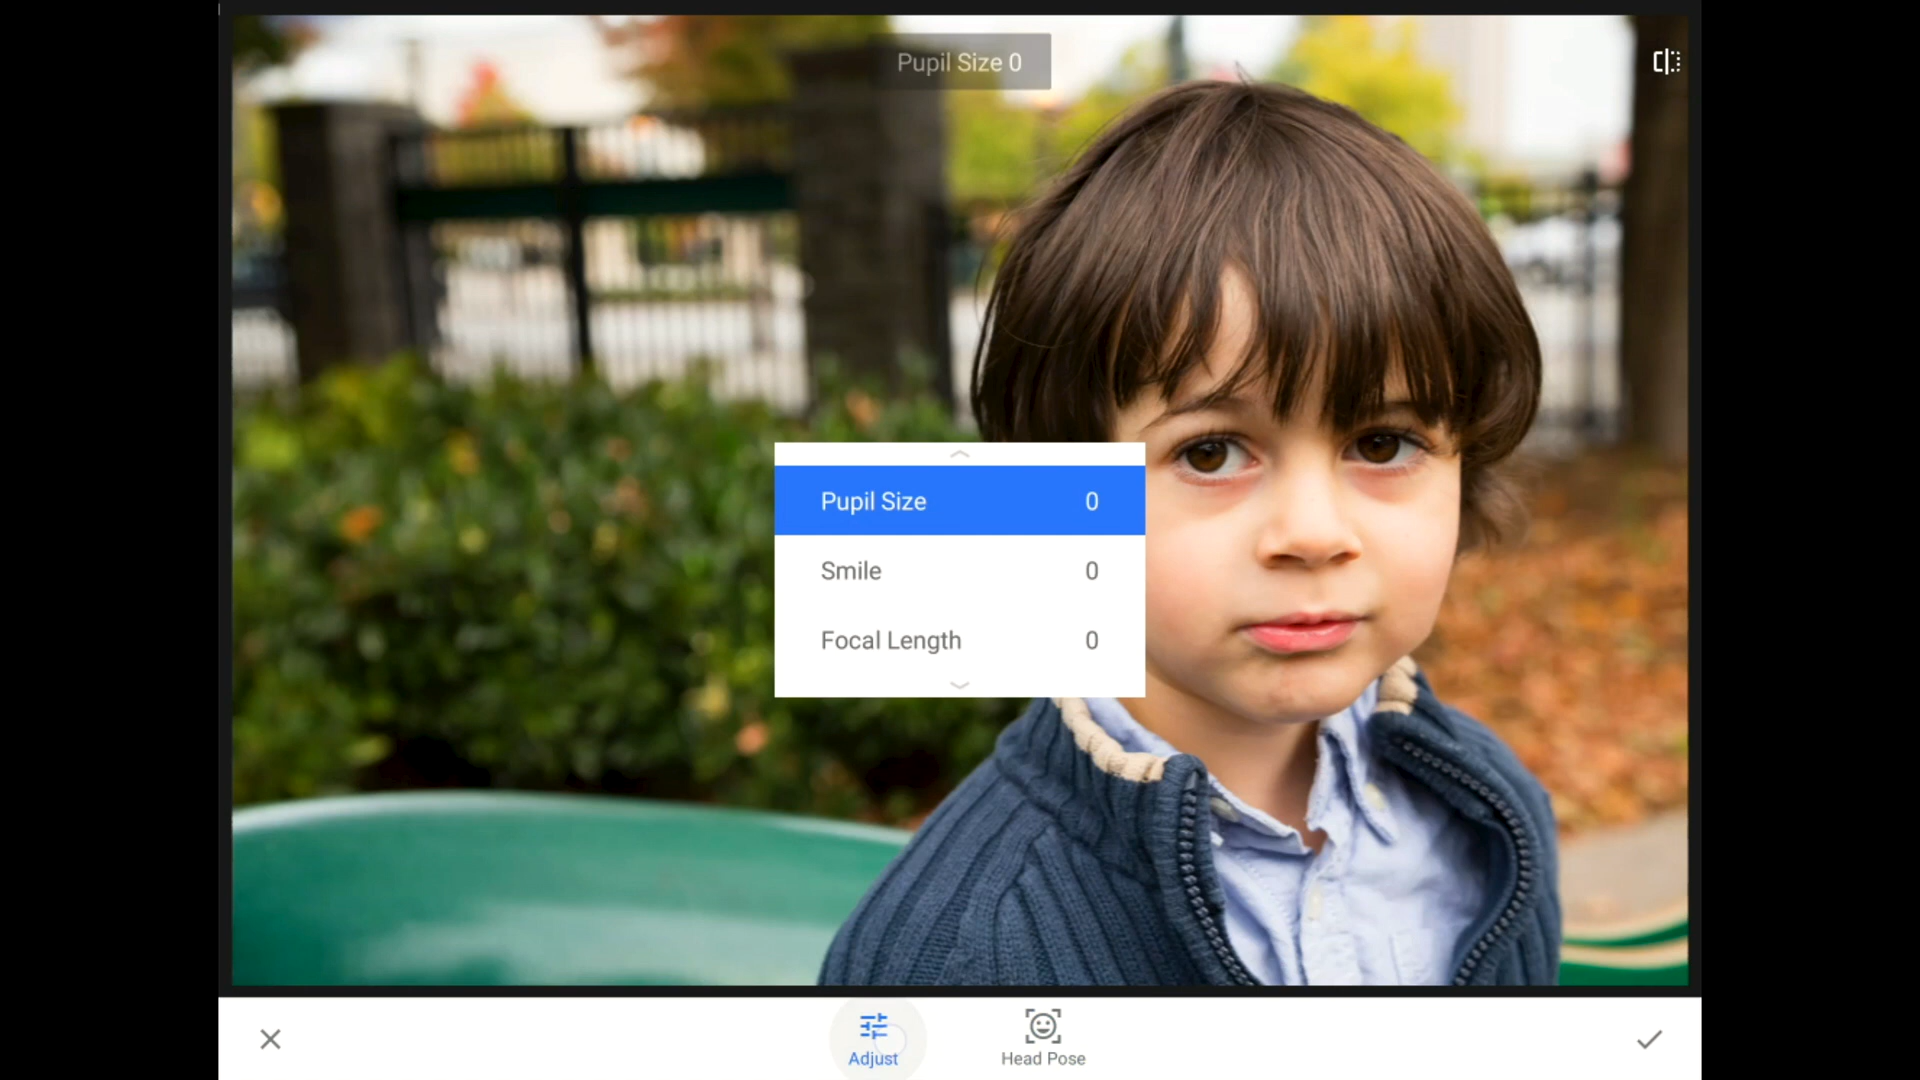 Pupil Size 0
Pupil Size 0
Smile 0
Focal Length 0
Adjust Head Pose